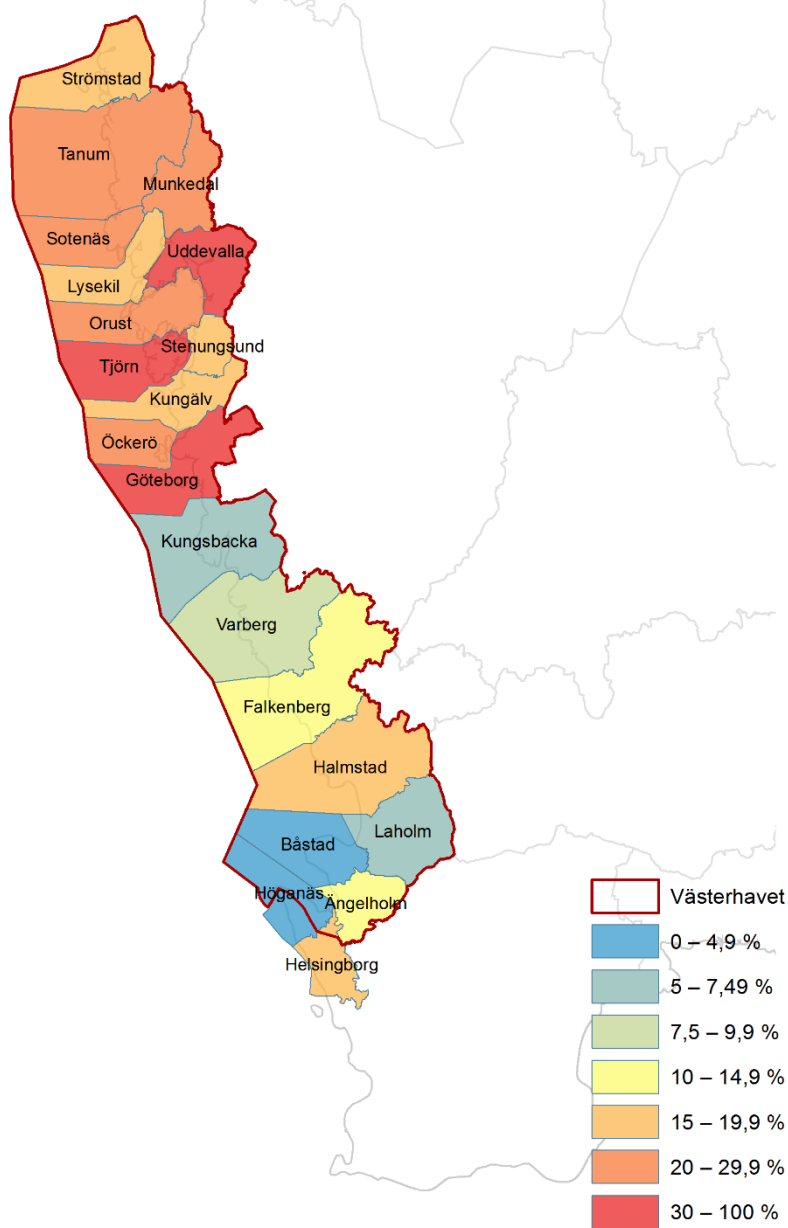 Strömstad
Tanum
Munkedal
Sotenäs
Uddevalla
Lysekil
Orust
Stenungsund
Tjörn
Kungälv
Öckerö
Göteborg
Kungsbacka
Varberg
Falkenberg
Halmstad
Laholm
Båstad
Höganäs
Ängelholm
Helsingborg
Västerhavet
0 – 4,9 %
5 – 7,49 %
7,5 – 9,9 %
10 – 14,9 %
15 – 19,9 %
20 – 29,9 %
30 – 100 %